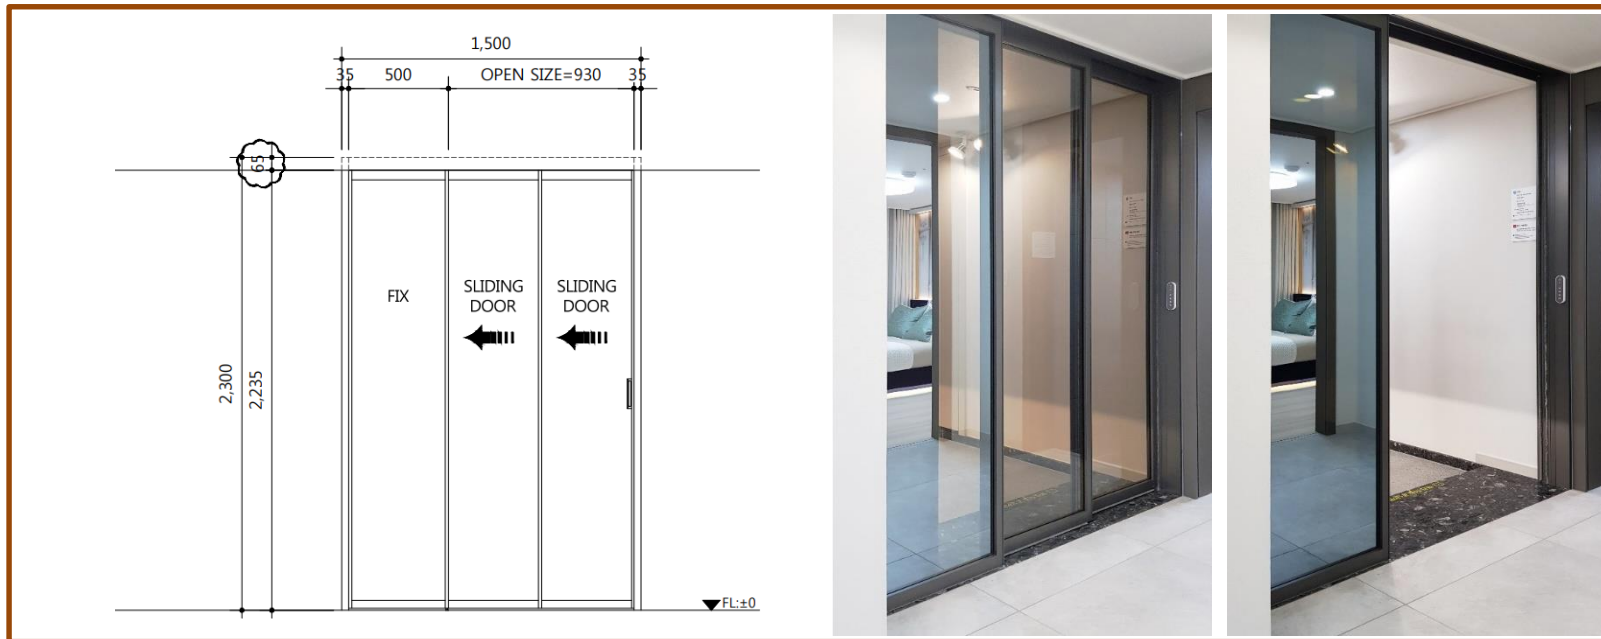 1,500
35 500 OPEN SIZE=930 35
65
FIX
SLIDING
DOOR
SLIDING
DOOR
2,300
2,235
FL:±0